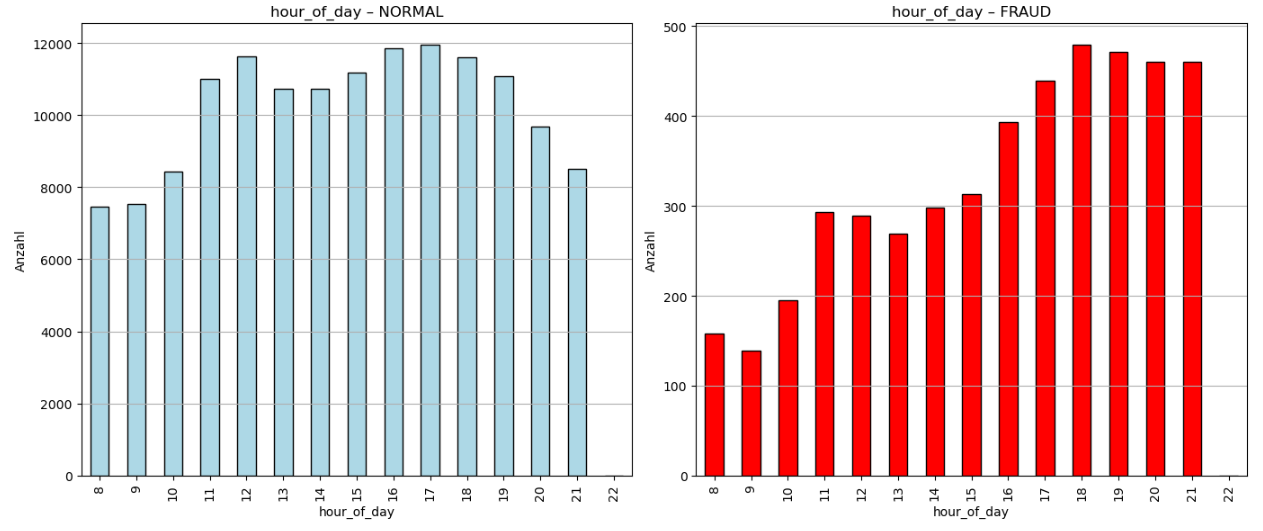 hour_of_day – NORMAL
12000
10000
8000
6000
4000
2000
0
Anzahl
8 9 10 11 12 13 14 15 16 17 18 19 20 21 22
hour_of_day
hour_of_day – FRAUD
500
400
300
200
100
0
Anzahl
8 9 10 11 12 13 14 15 16 17 18 19 20 21 22
hour_of_day